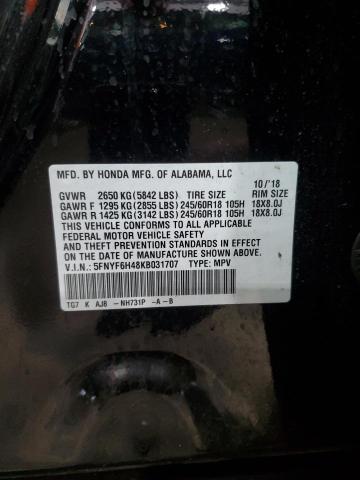 MFD. BY HONDA MFG. OF ALABAMA, LLC 10/'18
GVWR 2650 KG (5842 LBS) TIRE SIZE RIM SIZE
GAWR F 1295 KG (2855 LBS) 245/60R18 105H 18X8.0J
GAWR R 1425 KG (3142 LBS) 245/60R18 105H 18X8.0J
THIS VEHICLE CONFORMS TO ALL APPLICABLE
FEDERAL MOTOR VEHICLE SAFETY
AND THEFT PREVENTION STANDARDS IN EFFECT
ON THE DATE OF MANUFACTURE SHOWN ABOVE.
V.I.N.: 5FNYF6H48KB031707 TYPE: MPV
TG7 K AJ8 -NH731P -A-B